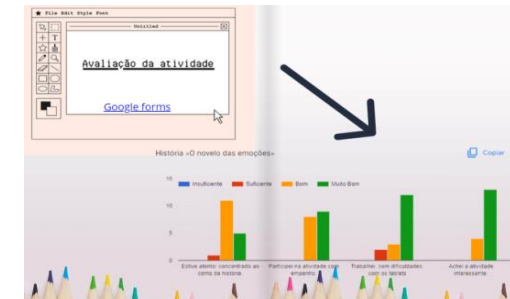 File Edit Style Font
Untitled
Avaliação da atividade
Google forms
História «O novelo das emoções»
Copiar
15
Insuficiente Suficiente Bom Muito Bom
10
5
0
Estive atento/ concentrado ao conto da história
Participei na atividade com empenho
Trabalhei, sem dificuldades, com os tablets
Achei a atividade interessante